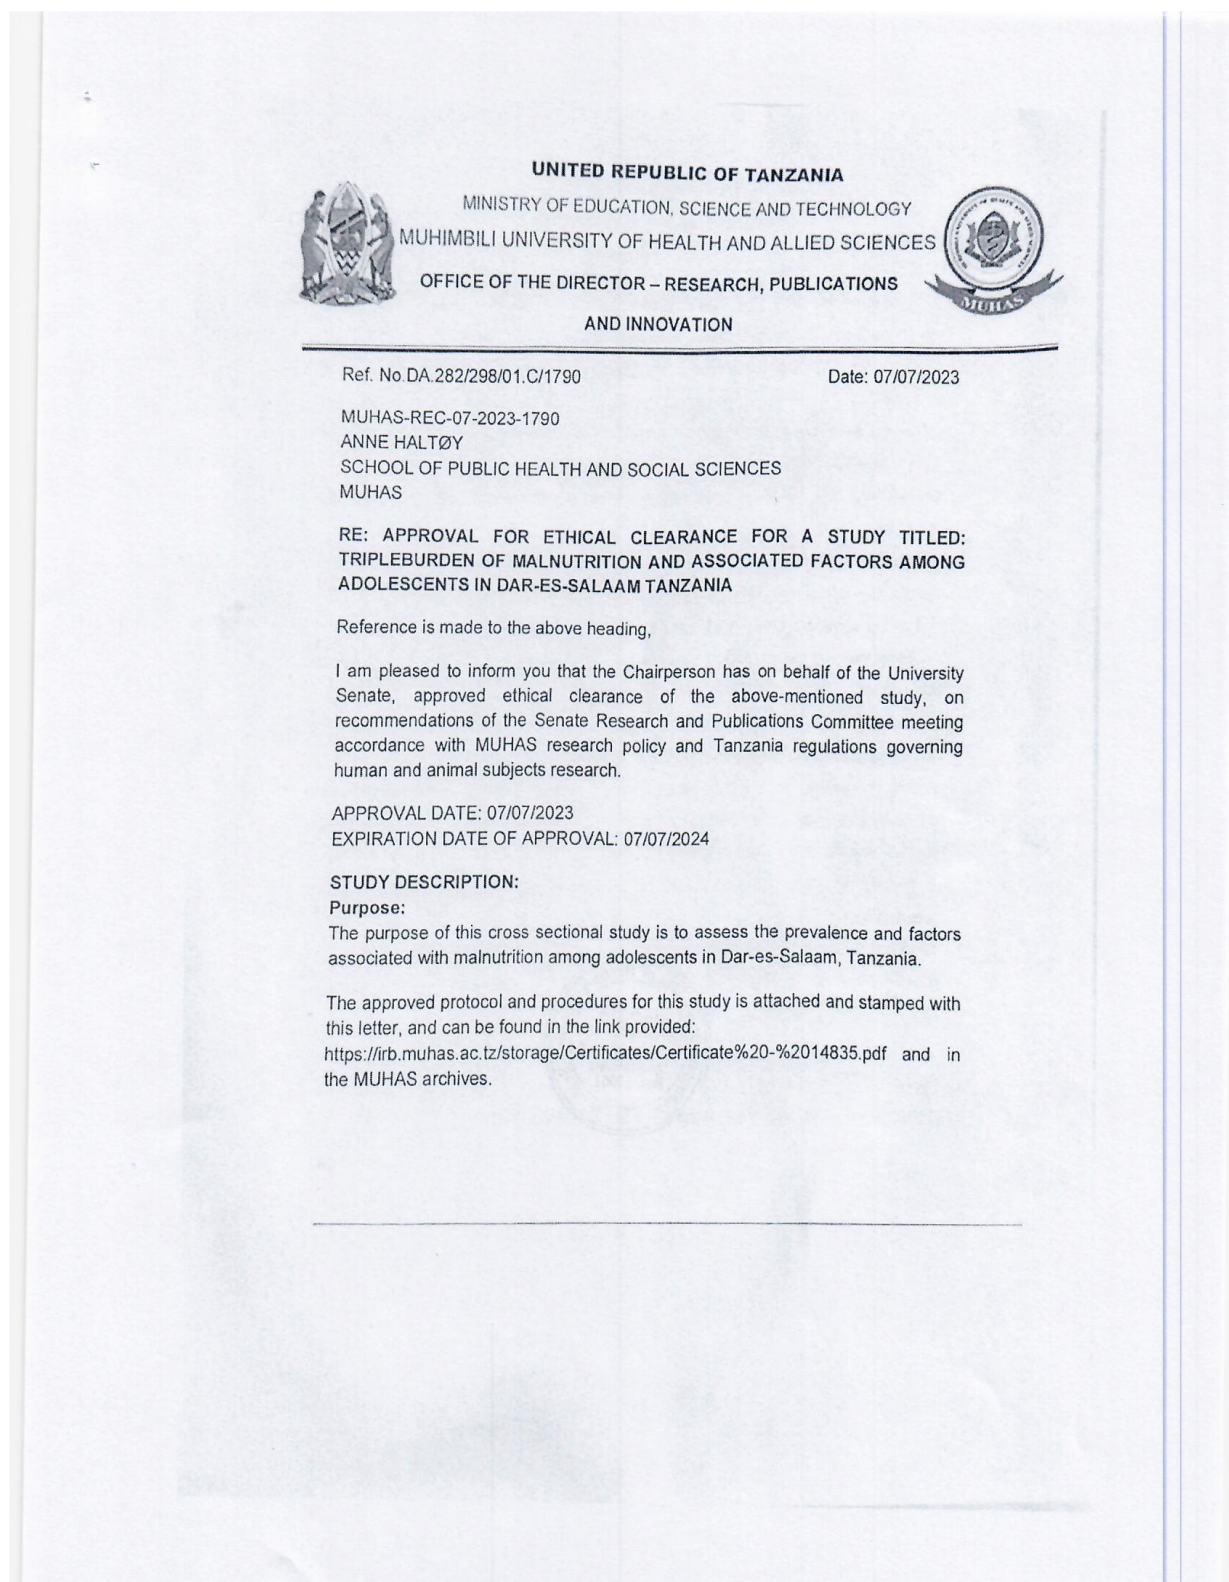 UNITED REPUBLIC OF TANZANIA
MINISTRY OF EDUCATION, SCIENCE AND TECHNOLOGY
MUHIMBILI UNIVERSITY OF HEALTH AND ALLIED SCIENCES
OFFICE OF THE DIRECTOR – RESEARCH, PUBLICATIONS
AND INNOVATION
MUHAS
Ref. No.DA.282/298/01.C/1790 Date: 07/07/2023
MUHAS-REC-07-2023-1790
ANNE HALTØY
SCHOOL OF PUBLIC HEALTH AND SOCIAL SCIENCES
MUHAS
RE: APPROVAL FOR ETHICAL CLEARANCE FOR A STUDY TITLED:
TRIPLEBURDEN OF MALNUTRITION AND ASSOCIATED FACTORS AMONG
ADOLESCENTS IN DAR-ES-SALAAM TANZANIA
Reference is made to the above heading,
I am pleased to inform you that the Chairperson has on behalf of the University
Senate, approved ethical clearance of the above-mentioned study, on
recommendations of the Senate Research and Publications Committee meeting
accordance with MUHAS research policy and Tanzania regulations governing
human and animal subjects research.
APPROVAL DATE: 07/07/2023
EXPIRATION DATE OF APPROVAL: 07/07/2024
STUDY DESCRIPTION:
Purpose:
The purpose of this cross sectional study is to assess the prevalence and factors
associated with malnutrition among adolescents in Dar-es-Salaam, Tanzania.
The approved protocol and procedures for this study is attached and stamped with
this letter, and can be found in the link provided:
https://irb.muhas.ac.tz/storage/Certificates/Certificate%20-%2014835.pdf and in
the MUHAS archives.